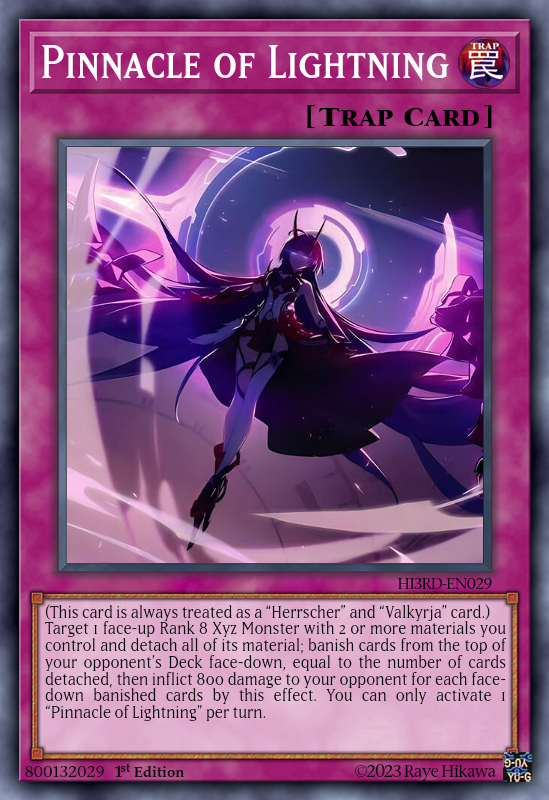 PINNACLE OF LIGHTNING
TRAP
罠
[TRAP CARD]
HI3RD-EN029
(This card is always treated as a “Herrscher” and “Valkyrja” card.)
Target 1 face-up Rank 8 Xyz Monster with 2 or more materials you
control and detach all of its material; banish cards from the top of
your opponent's Deck face-down, equal to the number of cards
detached, then inflict 800 damage to your opponent for each face-
down banished cards by this effect. You can only activate 1
“Pinnacle of Lightning” per turn.
800132029 1st Edition ©2023 Raye Hikawa
YU-G
YU-G